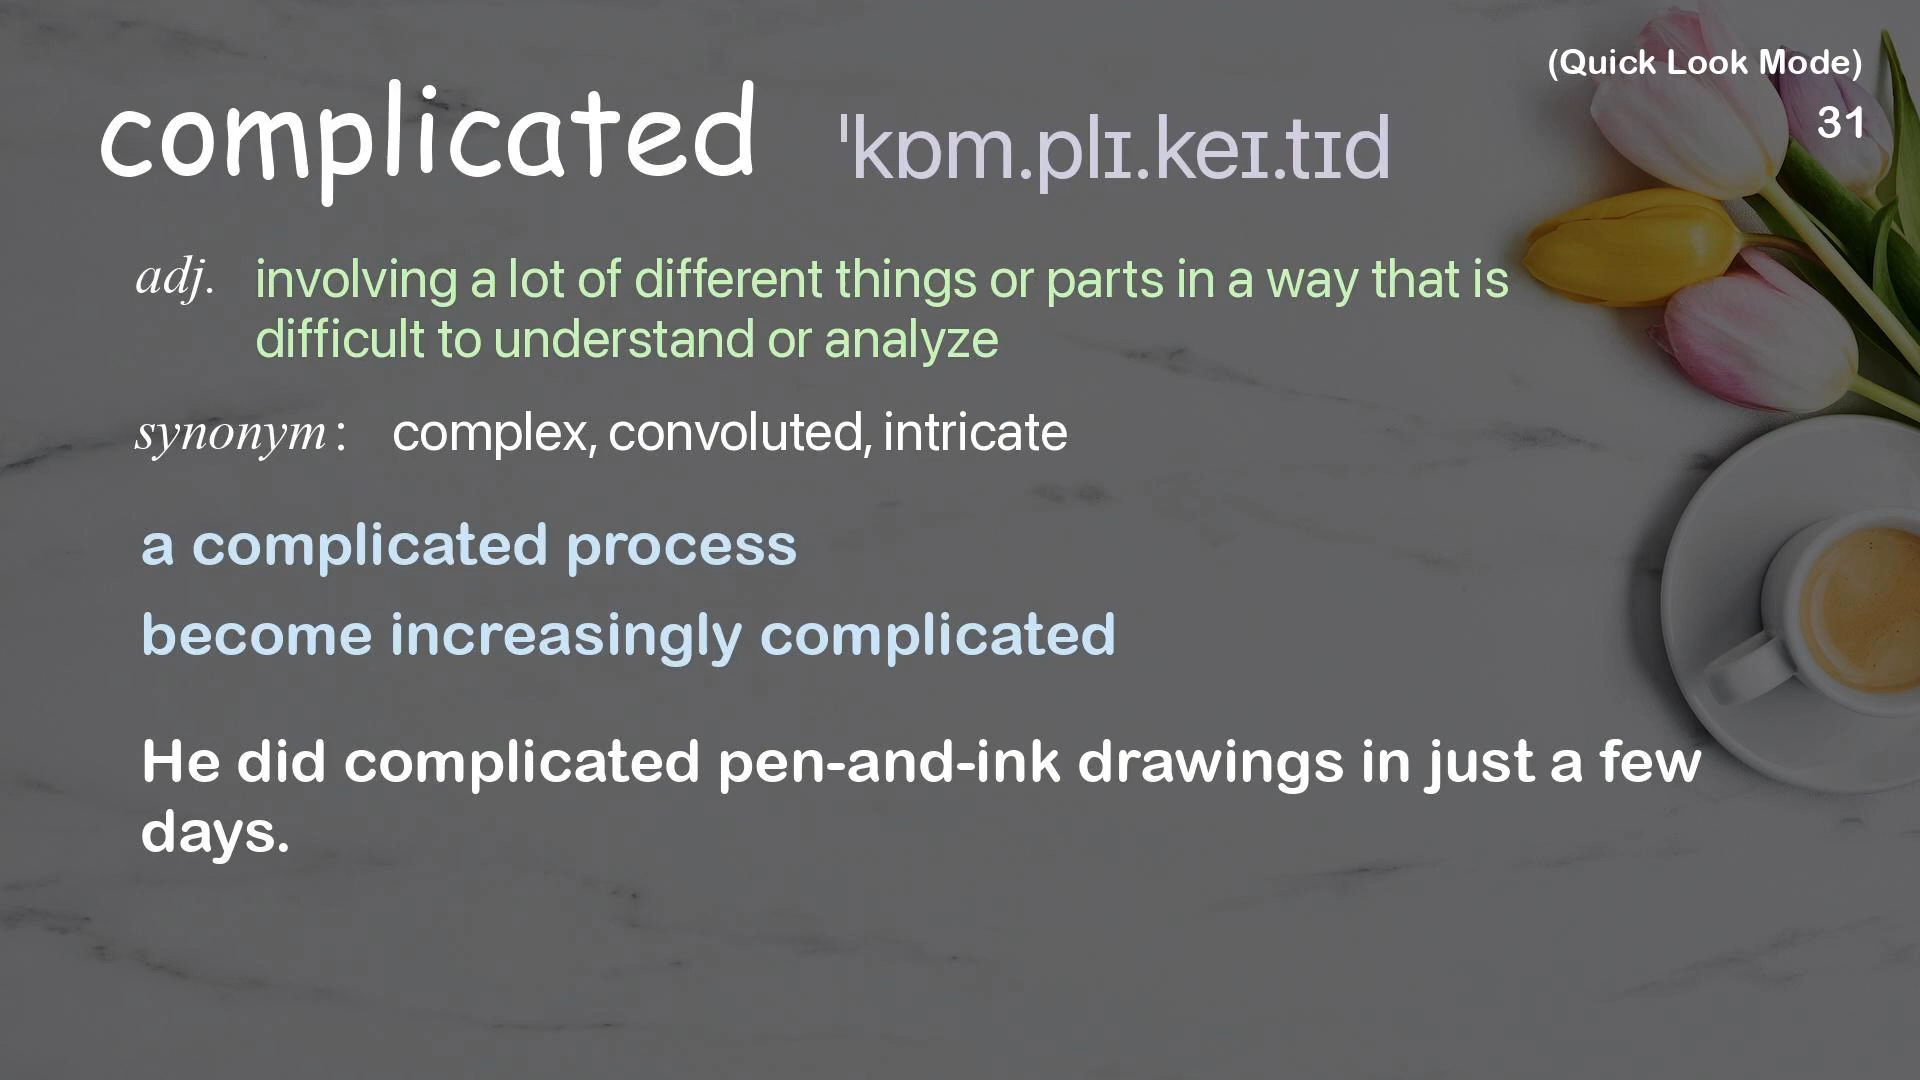 (Quick Look Mode)
31
complicated ˈkɒm.plɪ.keɪ.tɪd
adj. involving a lot of different things or parts in a way that is
difficult to understand or analyze
synonym: complex, convoluted, intricate
a complicated process
become increasingly complicated
He did complicated pen-and-ink drawings in just a few
days.